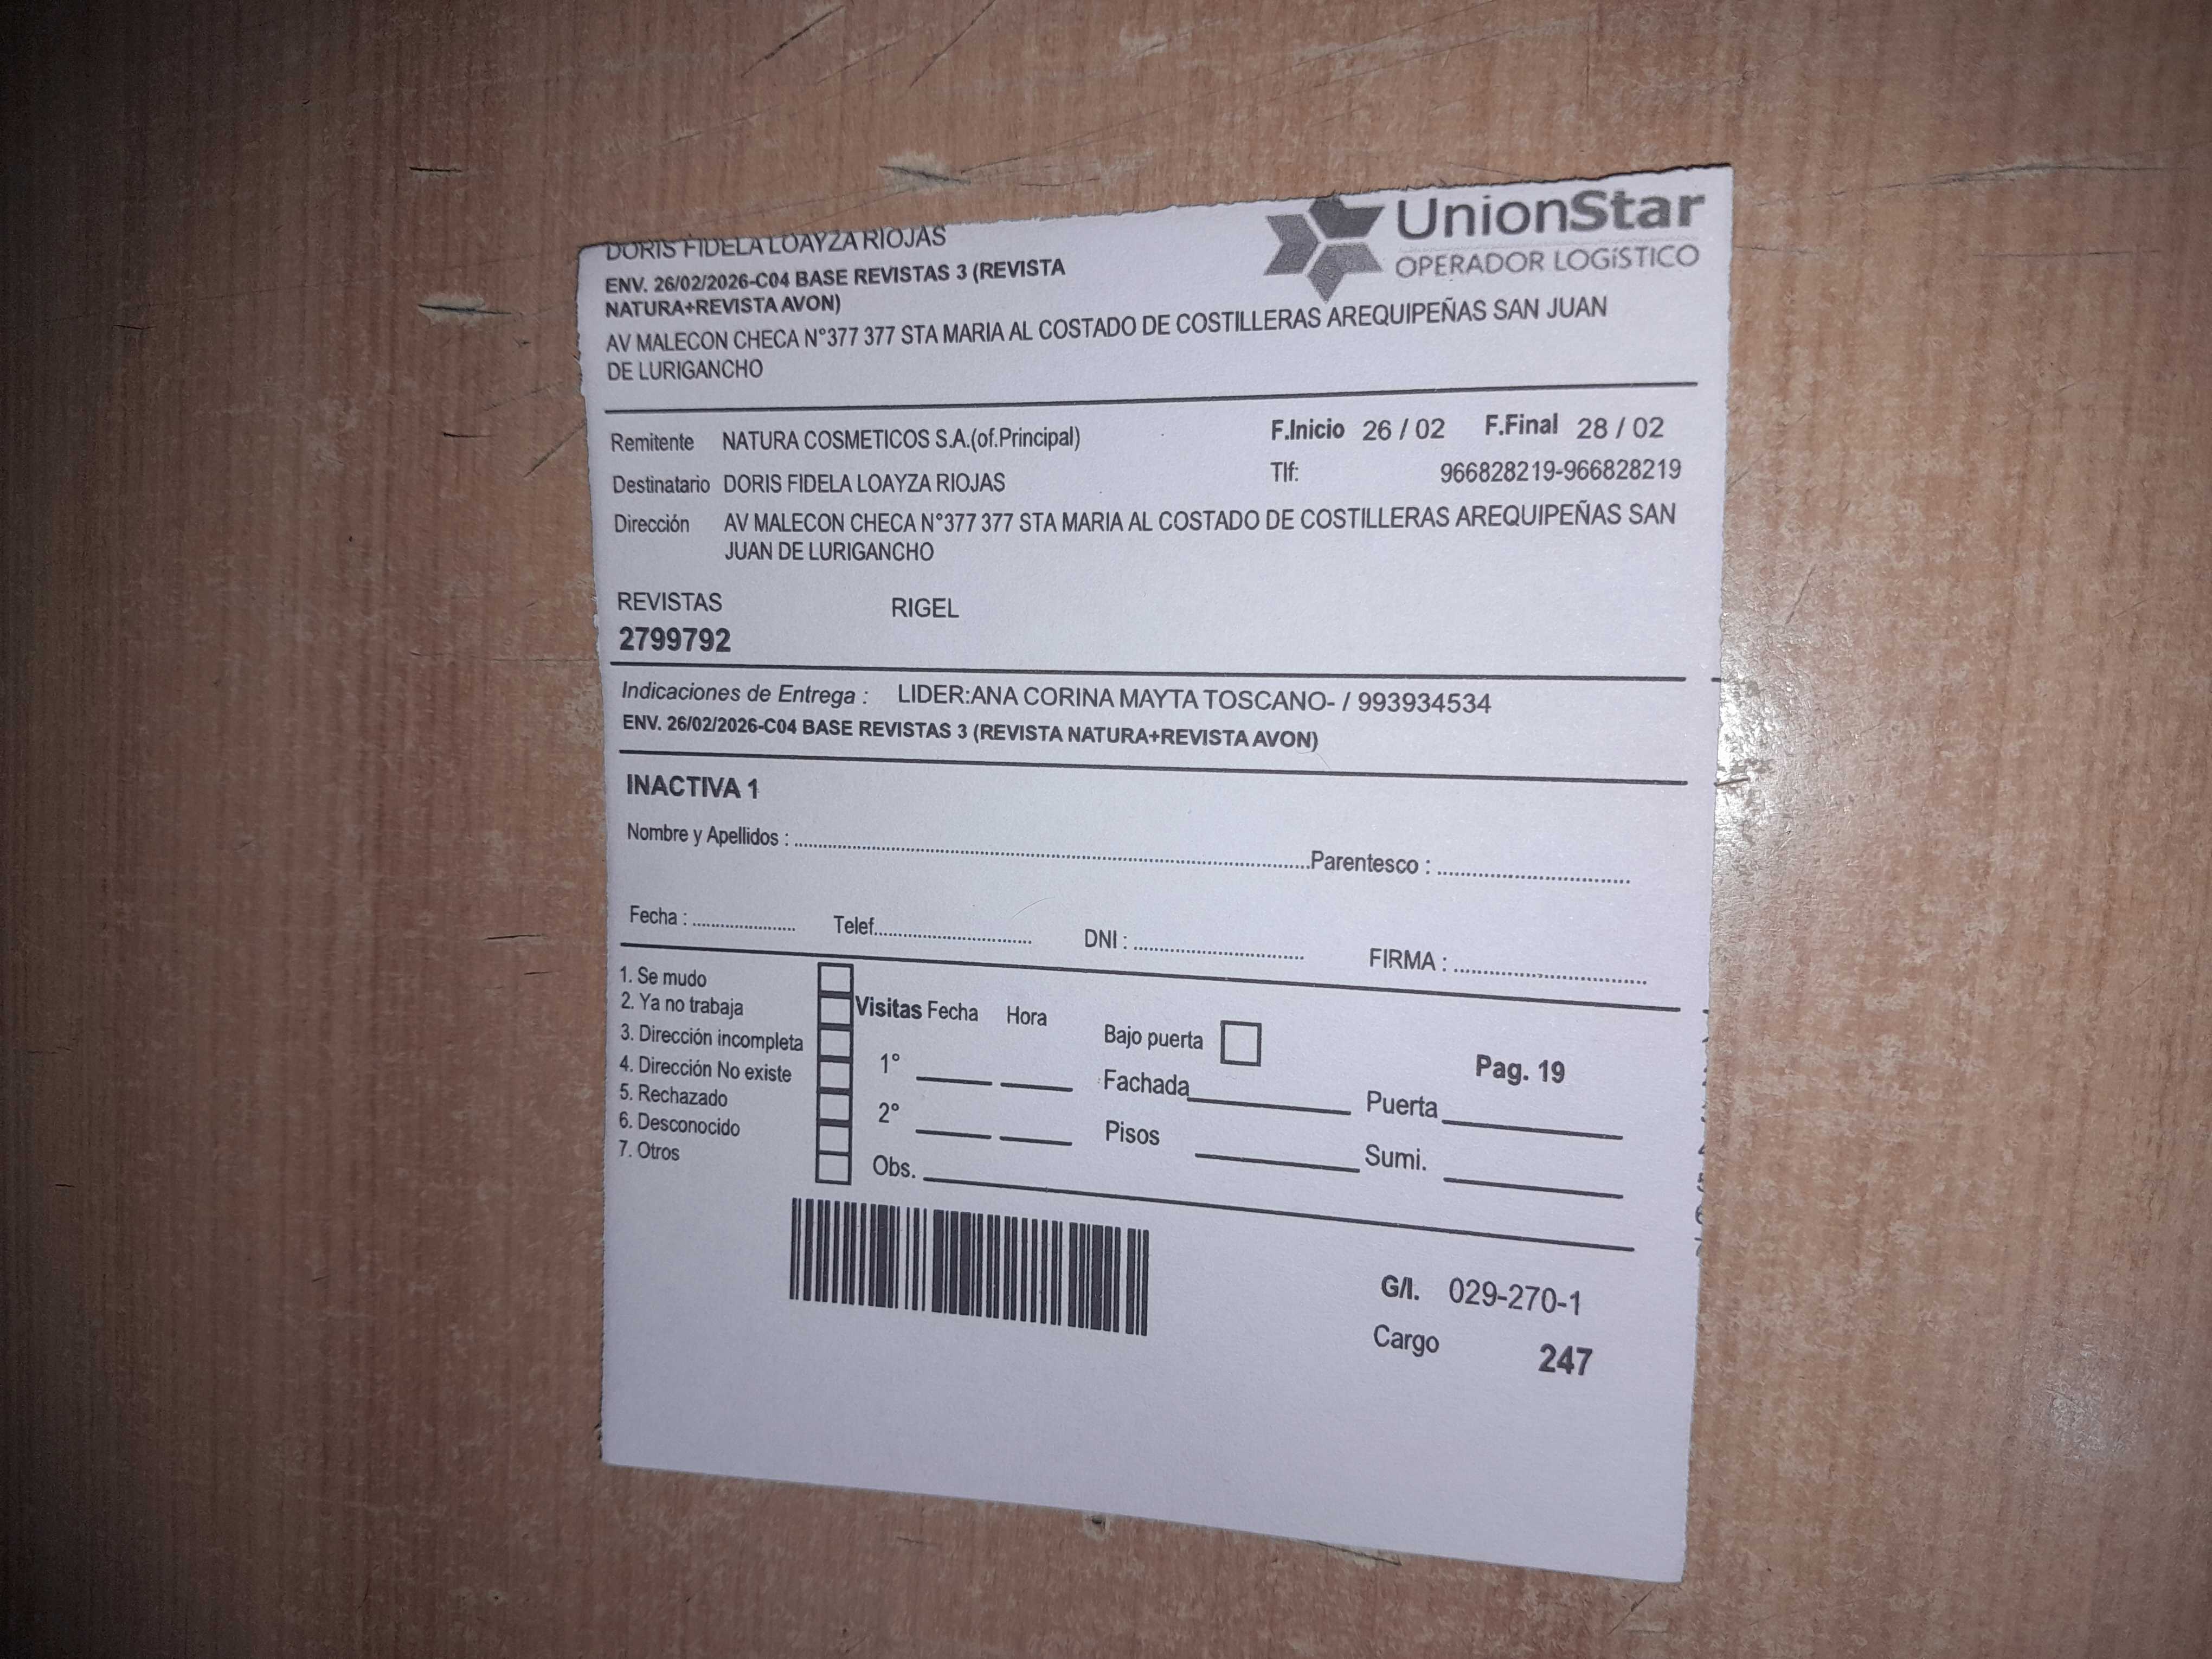 DORIS FIDELA LOAYZA RIOJAS
UnionStar
OPERADOR LOGíSTICO
ENV. 26/02/2026-C04 BASE REVISTAS 3 (REVISTA
NATURA+REVISTA AVON)
AV MALECON CHECA N°377 377 STA MARIA AL COSTADO DE COSTILLERAS AREQUIPEÑAS SAN JUAN
DE LURIGANCHO
Remitente NATURA COSMETICOS S.A.(of.Principal) F.Inicio 26 / 02 F.Final 28 / 02
Destinatario DORIS FIDELA LOAYZA RIOJAS Tlf: 966828219-966828219
Dirección AV MALECON CHECA N°377 377 STA MARIA AL COSTADO DE COSTILLERAS AREQUIPEÑAS SAN
JUAN DE LURIGANCHO
REVISTAS RIGEL
2799792
Indicaciones de Entrega : LIDER:ANA CORINA MAYTA TOSCANO- / 993934534
ENV. 26/02/2026-C04 BASE REVISTAS 3 (REVISTA NATURA+REVISTA AVON)
INACTIVA 1
Nombre y Apellidos : Parentesco :
Fecha : Telef. DNI : FIRMA :
1. Se mudo
2. Ya no trabaja
3. Dirección incompleta
4. Dirección No existe
5. Rechazado
6. Desconocido
7. Otros
Visitas Fecha Hora
1°
2°
Obs.
Bajo puerta
Pag. 19
Fachada Puerta
Pisos Sumi.
G/I. 029-270-1
Cargo 247